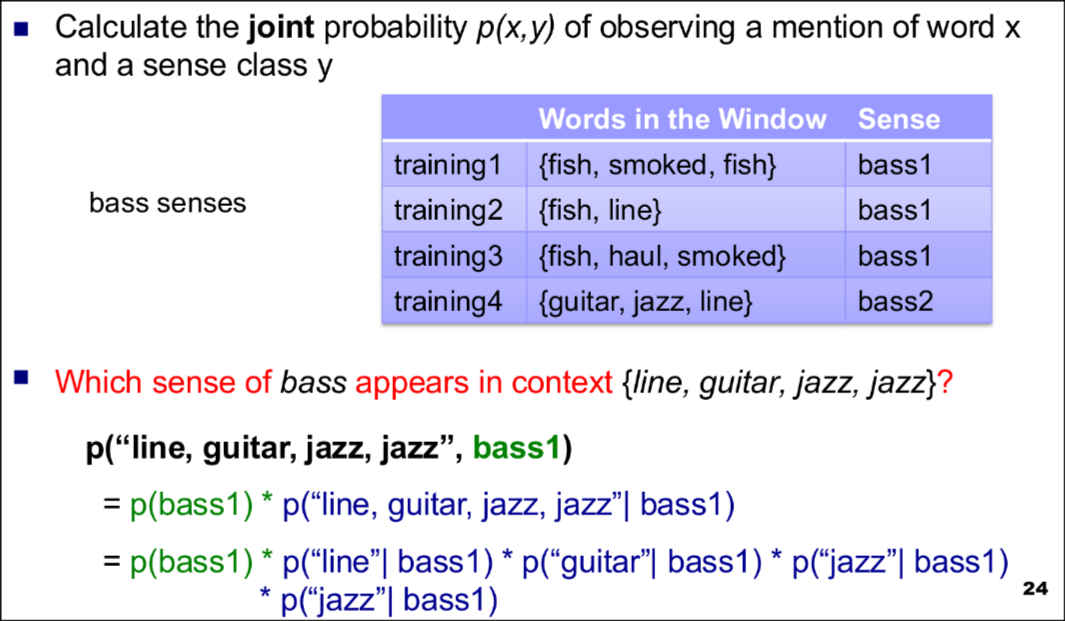 Calculate the joint probability p(x,y) of observing a mention of word x
and a sense class y
Words in the Window Sense
training1 {fish, smoked, fish} bass1
bass senses
training2 {fish, line} bass1
training3 {fish, haul, smoked} bass1
training4 {guitar, jazz, line} bass2
Which sense of bass appears in context {line, guitar, jazz, jazz}?
p(“line, guitar, jazz, jazz”, bass1)
= p(bass1) * p(“line, guitar, jazz, jazz”| bass1)
= p(bass1) * p(“line”| bass1) * p(“guitar”| bass1) * p(“jazz”| bass1)
* p(“jazz”| bass1)
24